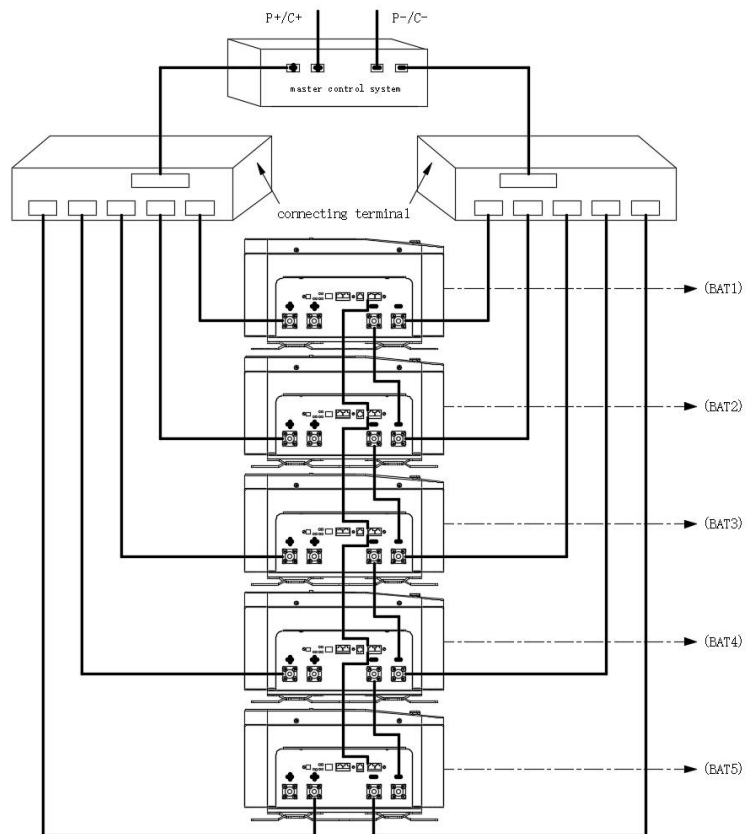 P+/C+ P-/C-
master control system
connecting terminal
(BAT1)
(BAT2)
(BAT3)
(BAT4)
(BAT5)